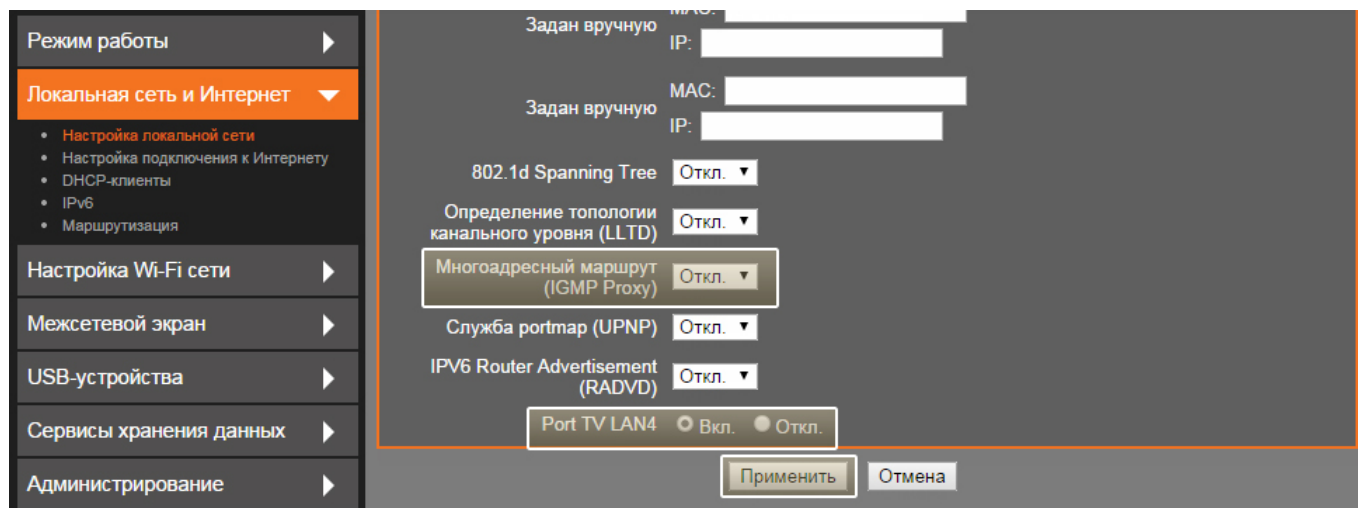 Режим работы
Локальная сеть и Интернет
Настройка локальной сети
Настройка подключения к Интернету
DHCP-клиенты
IPv6
Маршрутизация
Настройка Wi-Fi сети
Межсетевой экран
USB-устройства
Сервисы хранения данных
Администрирование
MAC:
Задан вручную
IP:
MAC:
Задан вручную
IP:
802.1d Spanning Tree Откл.
Определение топологии
канального уровня (LLTD) Откл.
Многоадресный маршрут
(IGMP Proxy) Откл.
Служба portmap (UPNP) Откл.
IPV6 Router Advertisement
(RADVD) Откл.
Port TV LAN4 Вкл. Откл.
Применить Отмена